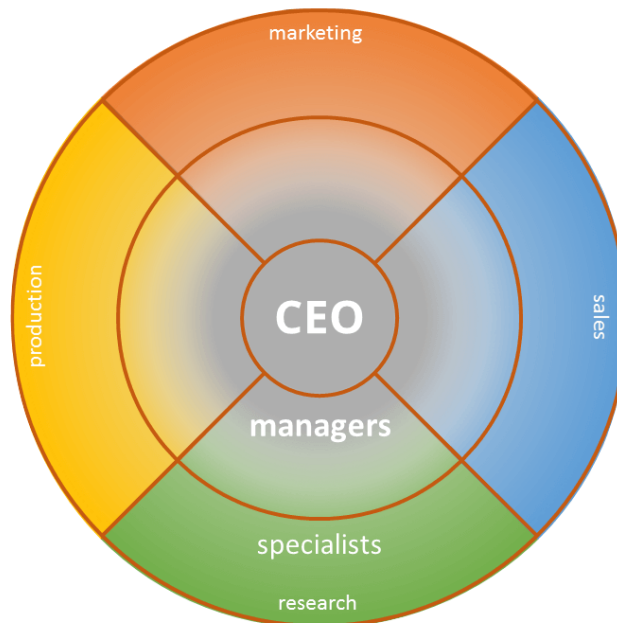 marketing
production
sales
CEO
managers
specialists
research